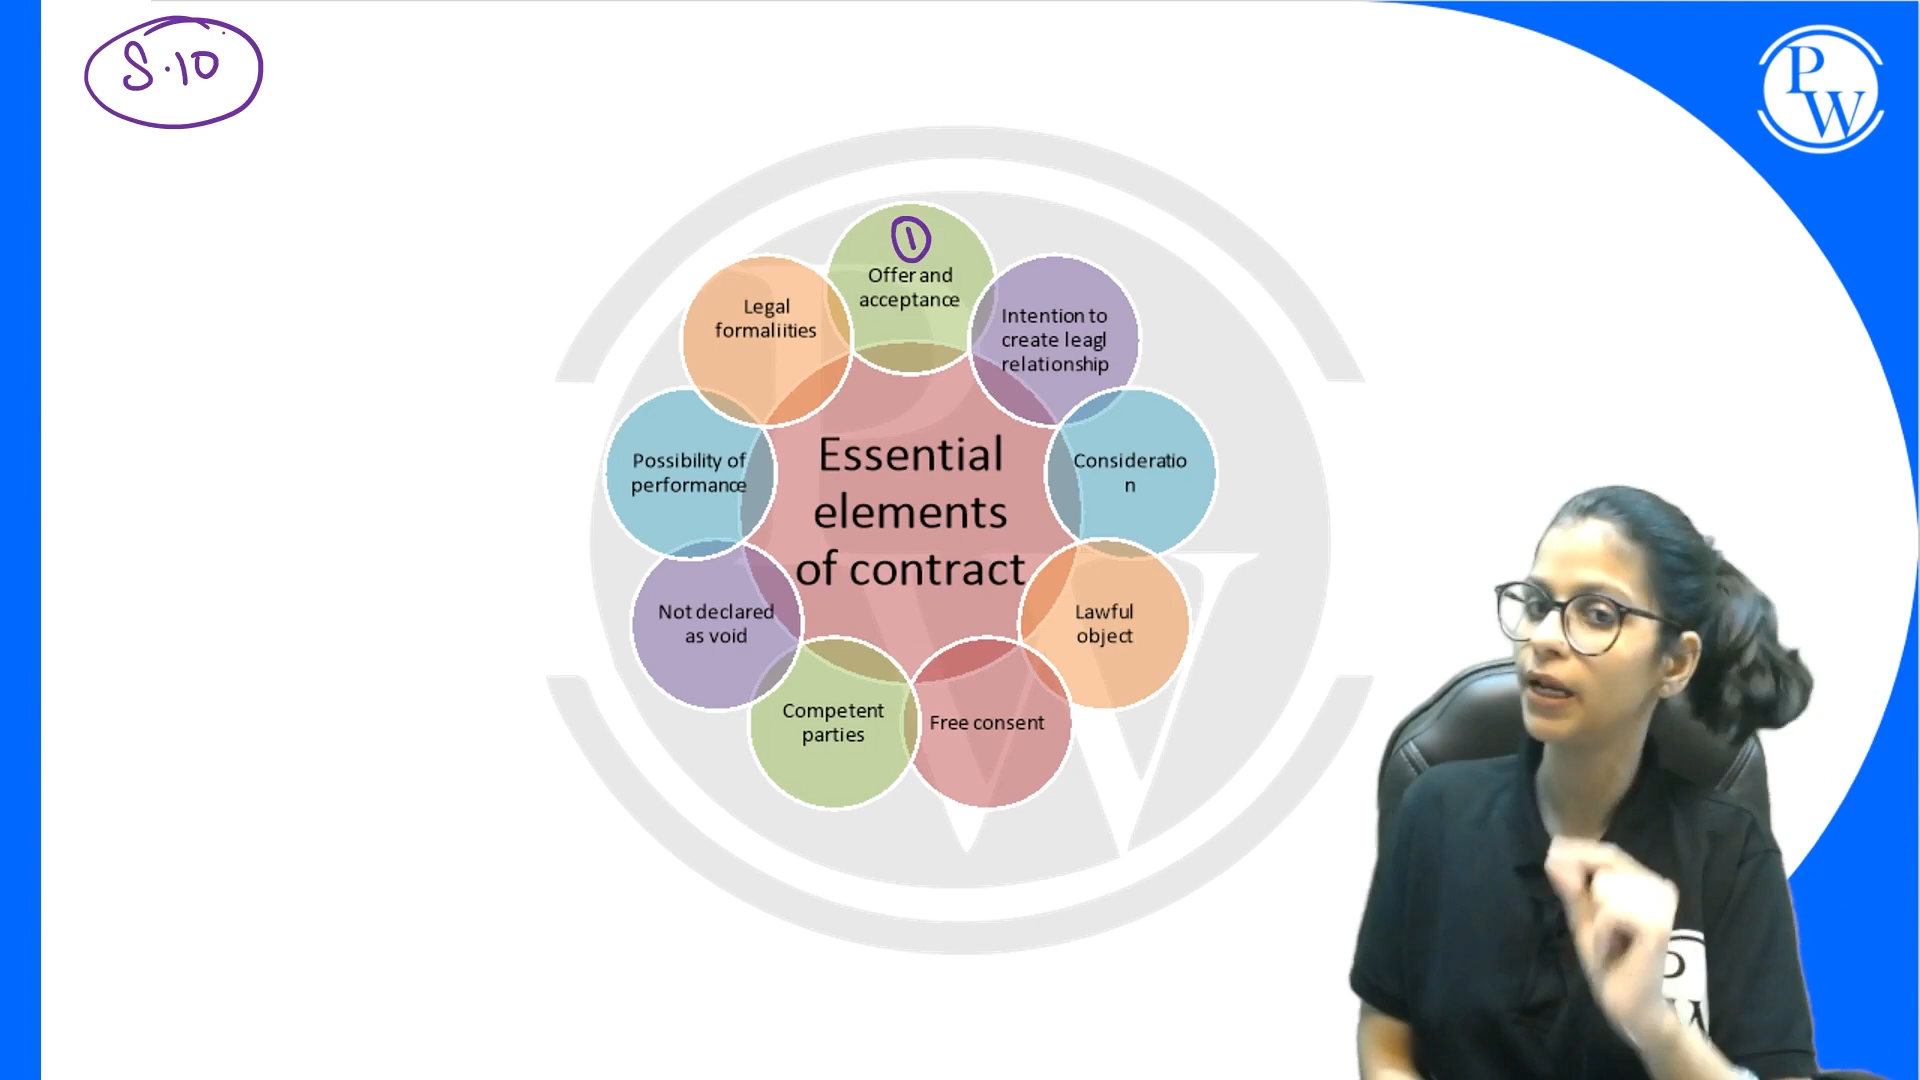 S.10
P
W
1
Offer and
acceptance
Intention to
create leagl
relationship
Consideratio
n
Lawful
object
Free consent
Competent
parties
Not declared
as void
Possibility of
performance
Legal
formaliities
Essential
elements
of contract
P
W